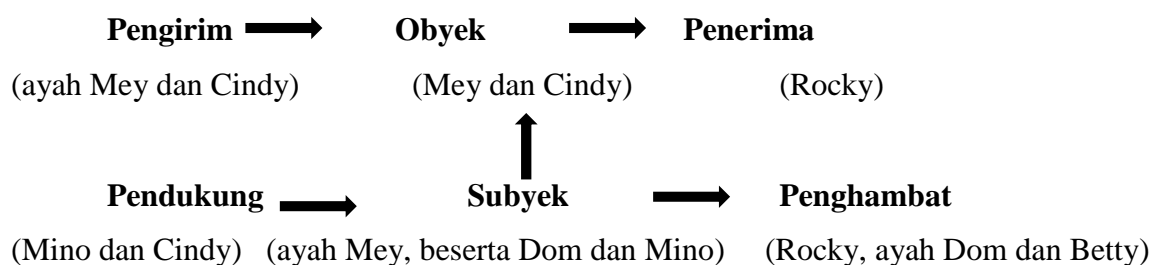 Pengirim Obyek Penerima
(ayah Mey dan Cindy) (Mey dan Cindy) (Rocky)
Pendukung Subyek Penghambat
(Mino dan Cindy) (ayah Mey, beserta Dom dan Mino) (Rocky, ayah Dom dan Betty)